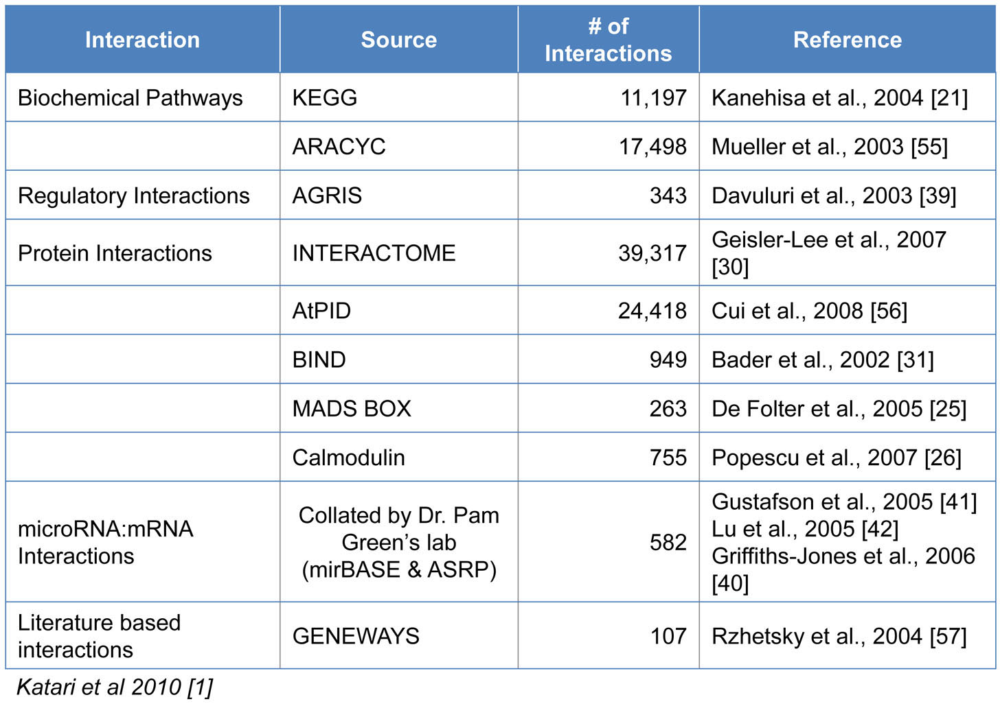 Interaction
Source
# of
Interactions
Reference
Biochemical Pathways
KEGG
11,197
Kanehisa et al., 2004 [21]
ARACYC
17,498
Mueller et al., 2003 [55]
Regulatory Interactions
AGRIS
343
Davuluri et al., 2003 [39]
Protein Interactions
INTERACTOME
39,317
Geisler-Lee et al., 2007
[30]
AtPID
24,418
Cui et al., 2008 [56]
BIND
949
Bader et al., 2002 [31]
MADS BOX
263
De Folter et al., 2005 [25]
Calmodulin
755
Popescu et al., 2007 [26]
microRNA:mRNA
Interactions
Collated by Dr. Pam
Green’s lab
(mirBASE & ASRP)
582
Gustafson et al., 2005 [41]
Lu et al., 2005 [42]
Griffiths-Jones et al., 2006
[40]
Literature based
interactions
GENEWAYS
107
Rzhetsky et al., 2004 [57]
Katari et al 2010 [1]